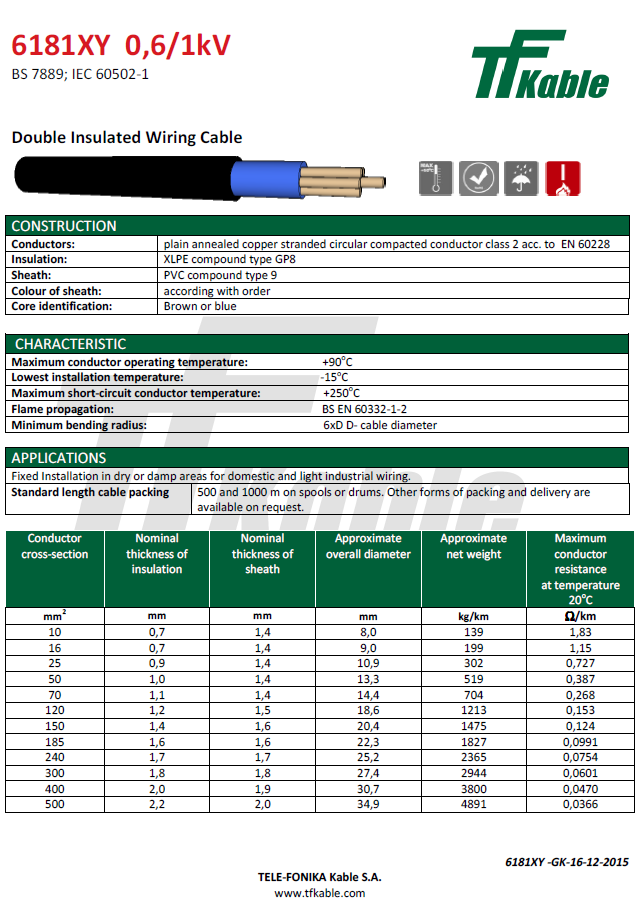 6181XY 0,6/1kV
BS 7889; IEC 60502-1
TF Kable
Double Insulated Wiring Cable
CONSTRUCTION
Conductors: plain annealed copper stranded circular compacted conductor class 2 acc. to EN 60228
Insulation: XLPE compound type GP8
Sheath: PVC compound type 9
Colour of sheath: according with order
Core identification: Brown or blue
CHARACTERISTIC
Maximum conductor operating temperature: +90°C
Lowest installation temperature: -15°C
Maximum short-circuit conductor temperature: +250°C
Flame propagation: BS EN 60332-1-2
Minimum bending radius: 6xD D- cable diameter
APPLICATIONS
Fixed Installation in dry or damp areas for domestic and light industrial wiring.
Standard length cable packing 500 and 1000 m on spools or drums. Other forms of packing and delivery are
available on request.
Conductor Nominal Nominal Approximate Approximate Maximum
cross-section thickness of thickness of overall diameter net weight conductor
insulation sheath resistance
at temperature
20°C
mm² mm mm mm kg/km Ω/km
10 0,7 1,4 8,0 139 1,83
16 0,7 1,4 9,0 199 1,15
25 0,9 1,4 10,9 302 0,727
50 1,0 1,4 13,3 519 0,387
70 1,1 1,4 14,4 704 0,268
120 1,2 1,5 18,6 1213 0,153
150 1,4 1,6 20,4 1475 0,124
185 1,6 1,6 22,3 1827 0,0991
240 1,7 1,7 25,2 2365 0,0754
300 1,8 1,8 27,4 2944 0,0601
400 2,0 1,9 30,7 3800 0,0470
500 2,2 2,0 34,9 4891 0,0366
6181XY -GK-16-12-2015
TELE-FONIKA Kable S.A.
www.tfkable.com